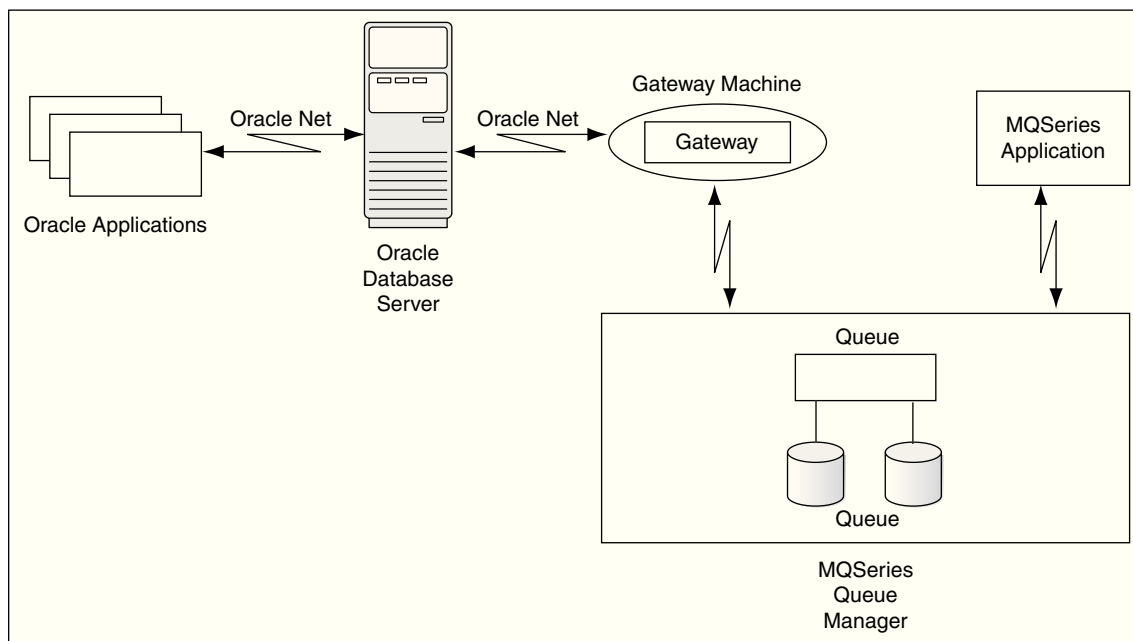 Oracle Net
Oracle Net
Gateway Machine
Gateway
MQSeries
Application
Oracle Applications
Oracle
Database
Server
Queue
Queue
MQSeries
Queue
Manager